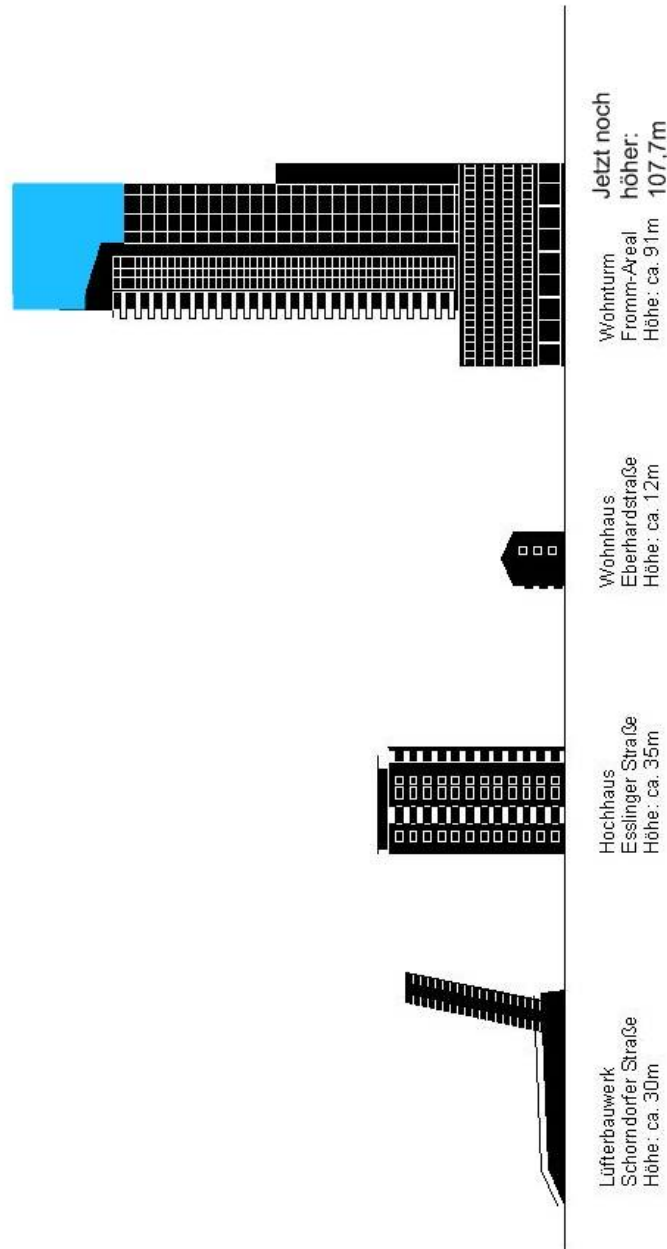 Lüfterbauwerk
Schorndorfer Straße
Höhe: ca. 30m
Hochhaus
Esslinger Straße
Höhe: ca. 35m
Wohnhaus
Eberhardstraße
Höhe: ca. 12m
Wohnturm
Fromm-Areal
Höhe: ca. 91m
Jetzt noch
höher:
107,7m